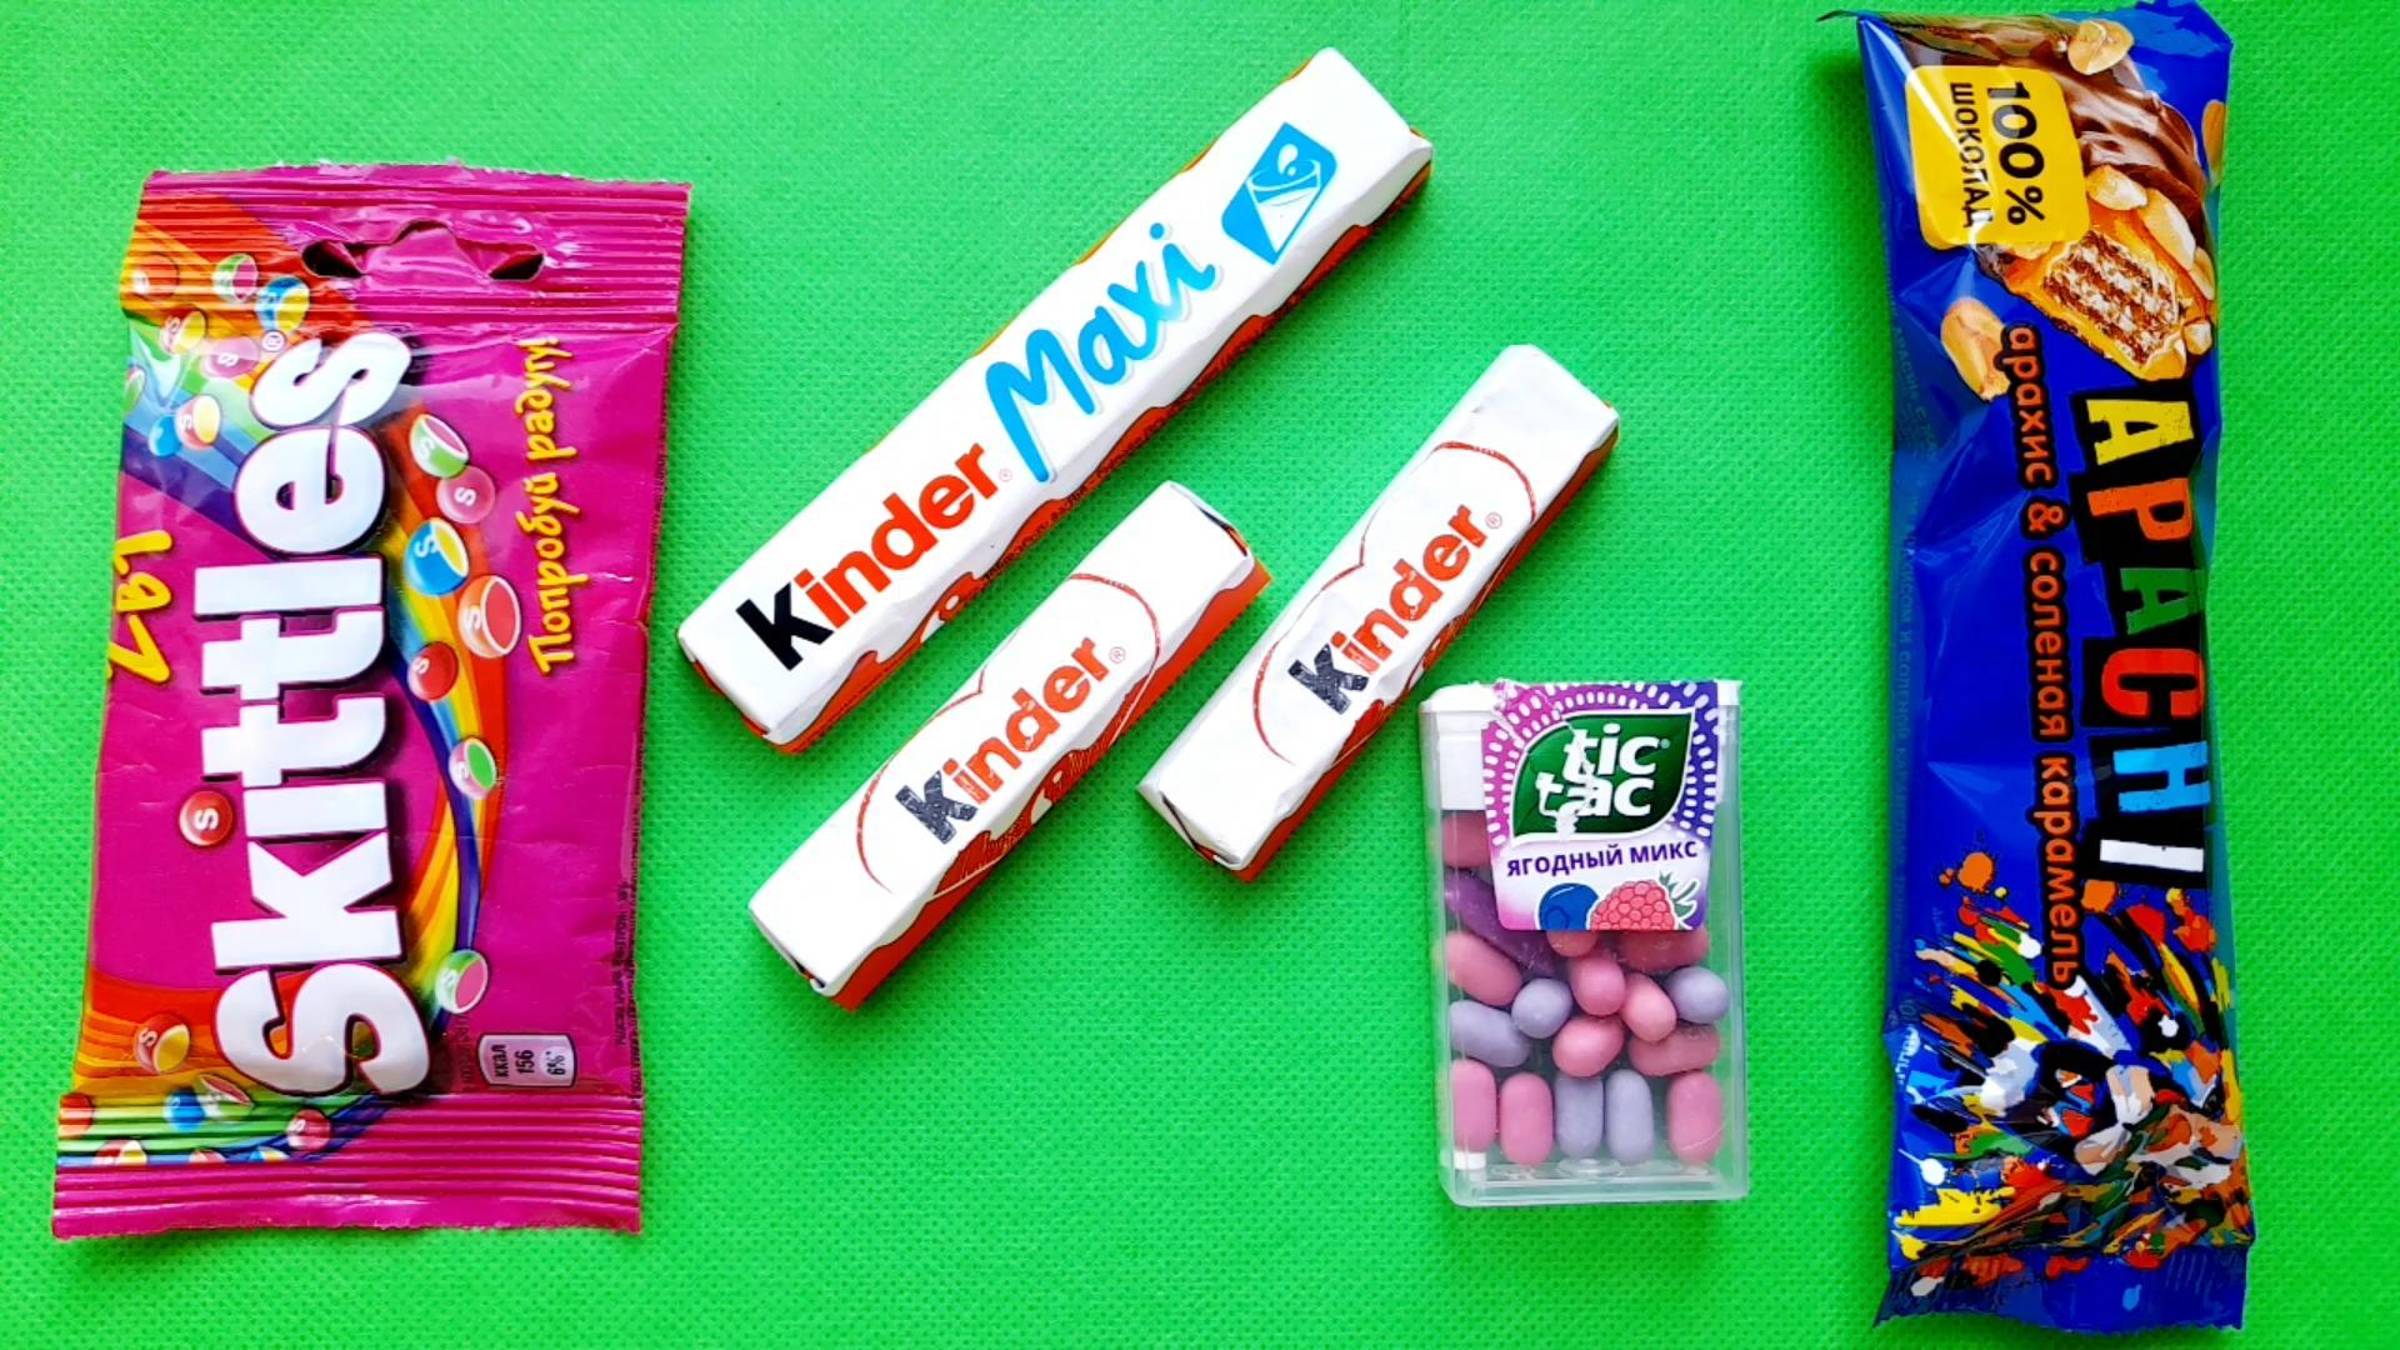 2в1
Skittles
Попробуй радугу!
ккал
156
6%*
Kinder
Maxi
Kinder
Kinder
tic
tac
ЯГОДНЫЙ МИКС
100%
ШОКОЛАД
APACHI
арахис & соленая карамель